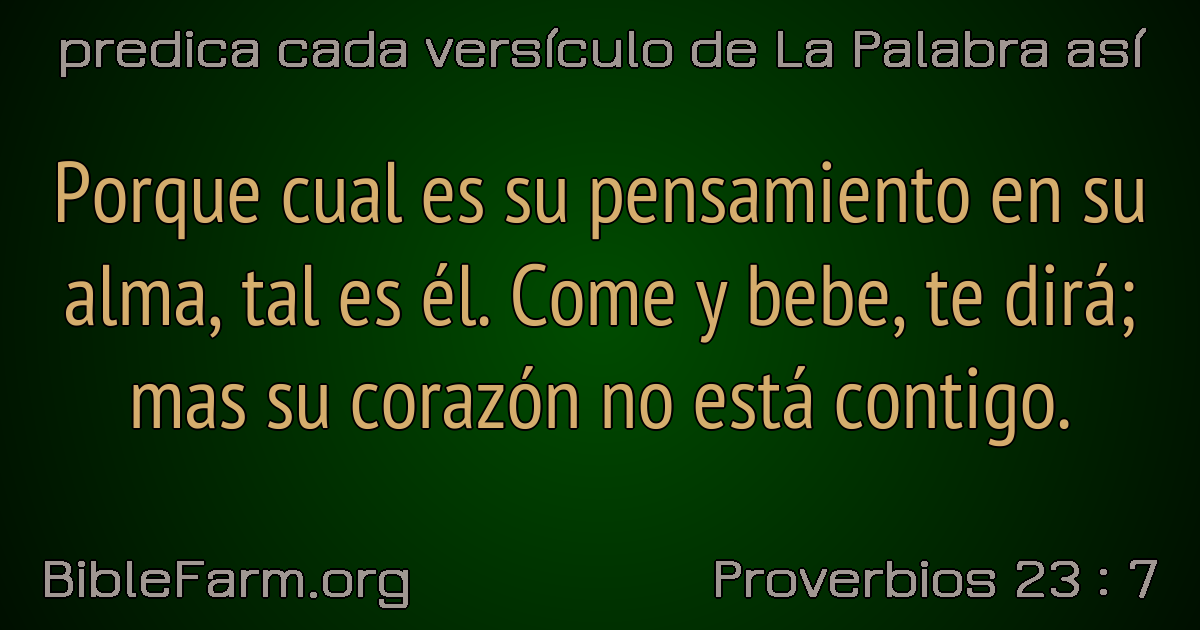 predica cada versículo de La Palabra así
Porque cual es su pensamiento en su
alma, tal es él. Come y bebe, te dirá;
mas su corazón no está contigo.
BibleFarm.org
Proverbios 23 : 7